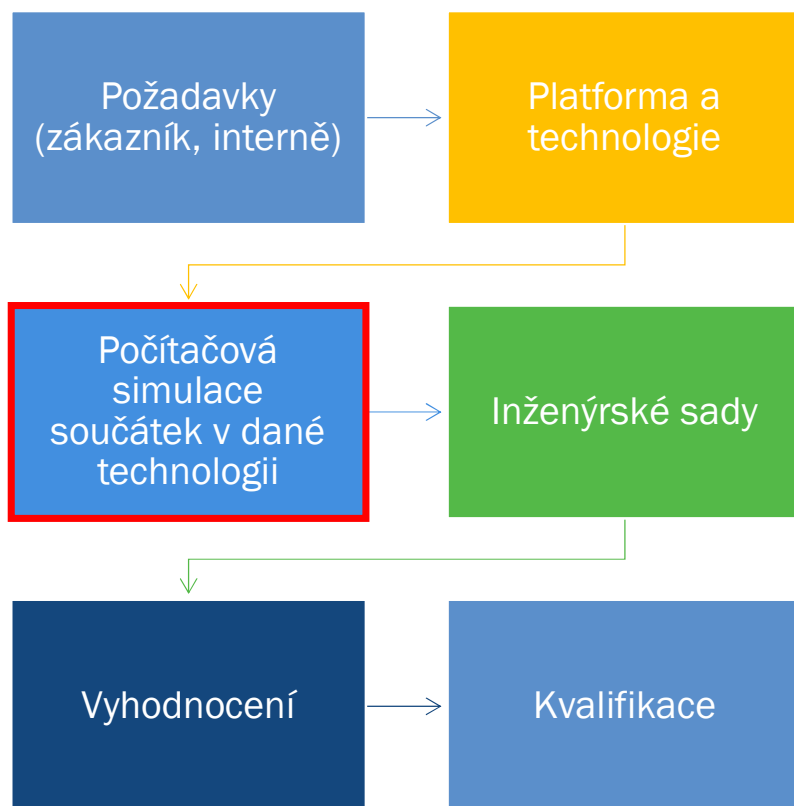 Požadavky
(zákazník, interně)
Platforma a
technologie
Počítačová
simulace
součátek v dané
technologii
Inženýrské sady
Vyhodnocení
Kvalifikace